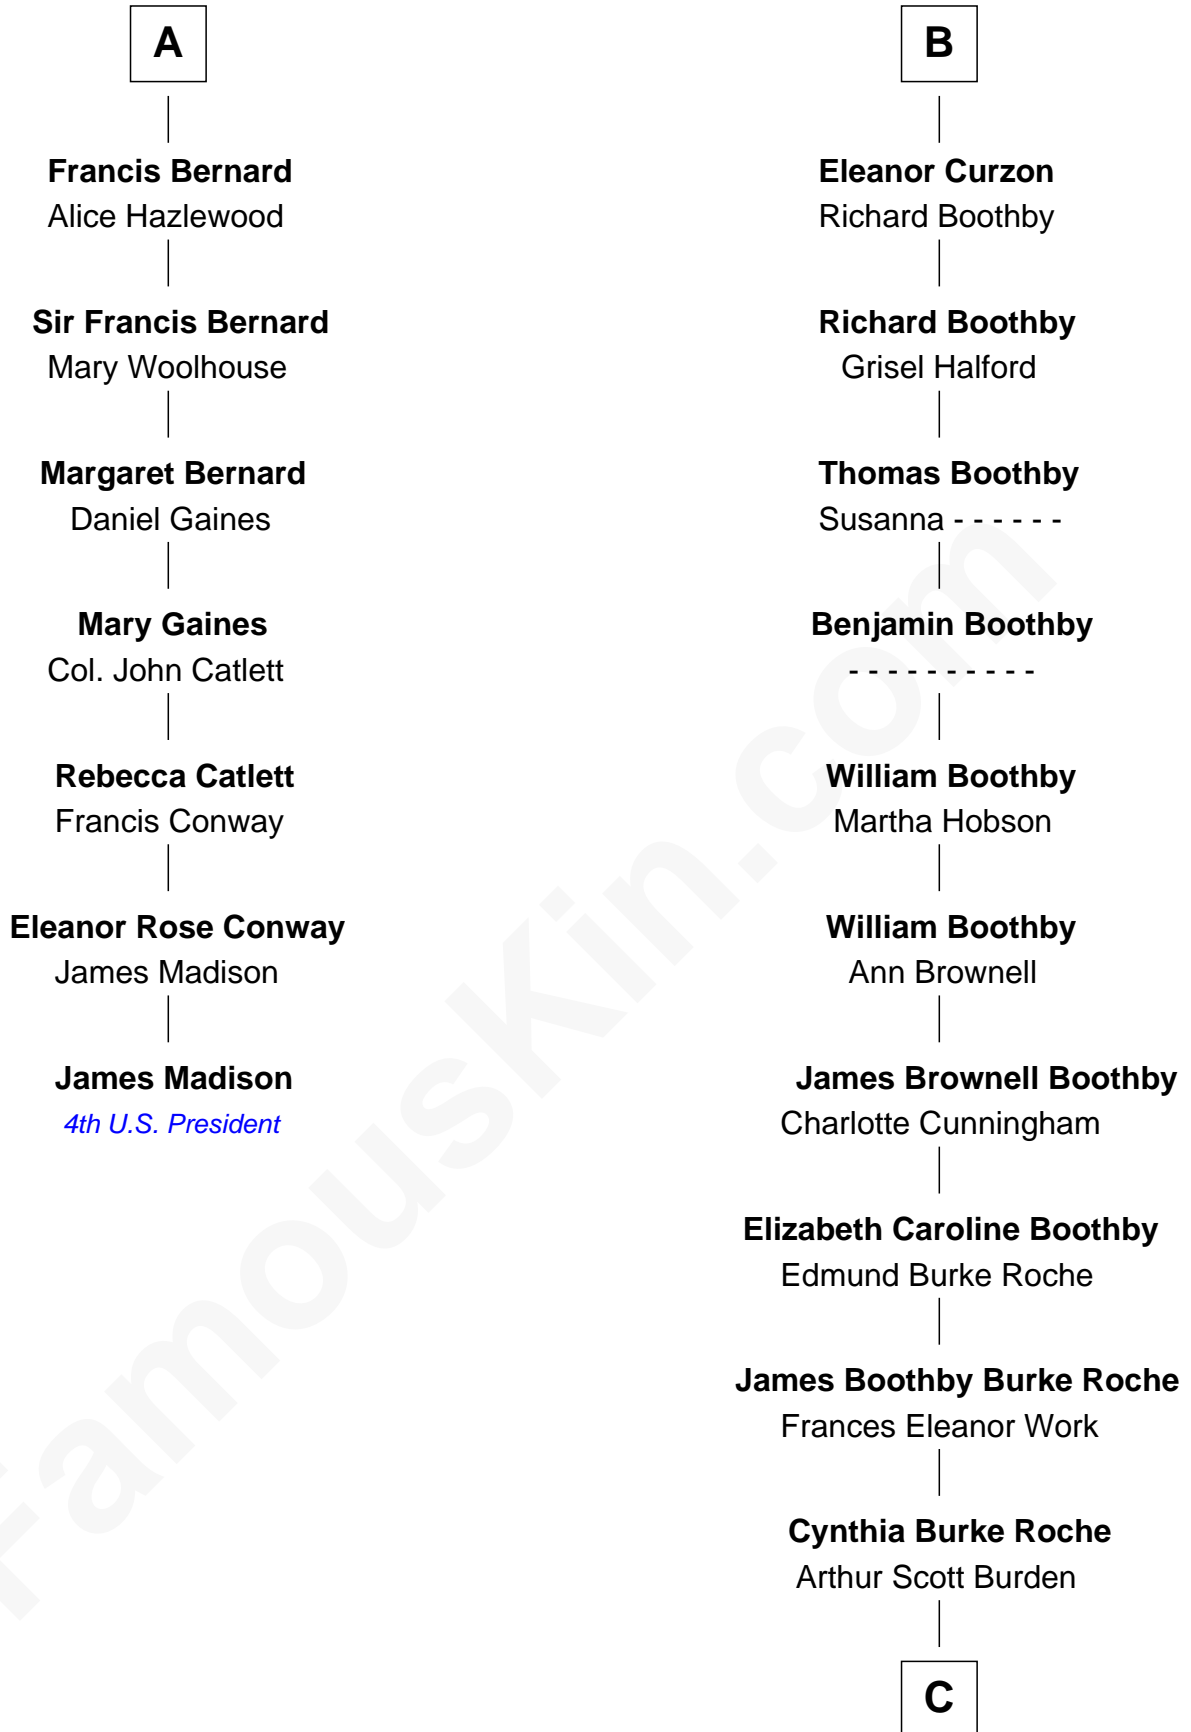 A
Francis Bernard
Alice Hazlewood
Sir Francis Bernard
Mary Woolhouse
Margaret Bernard
Daniel Gaines
Mary Gaines
Col. John Catlett
Rebecca Catlett
Francis Conway
Eleanor Rose Conway
James Madison
James Madison
4th U.S. President
B
Eleanor Curzon
Richard Boothby
Richard Boothby
Grisel Halford
Thomas Boothby
Susanna - - - - - -
Benjamin Boothby
- - - - - - - - - -
William Boothby
Martha Hobson
William Boothby
Ann Brownell
James Brownell Boothby
Charlotte Cunningham
Elizabeth Caroline Boothby
Edmund Burke Roche
James Boothby Burke Roche
Frances Eleanor Work
Cynthia Burke Roche
Arthur Scott Burden
C
FamousKin.com